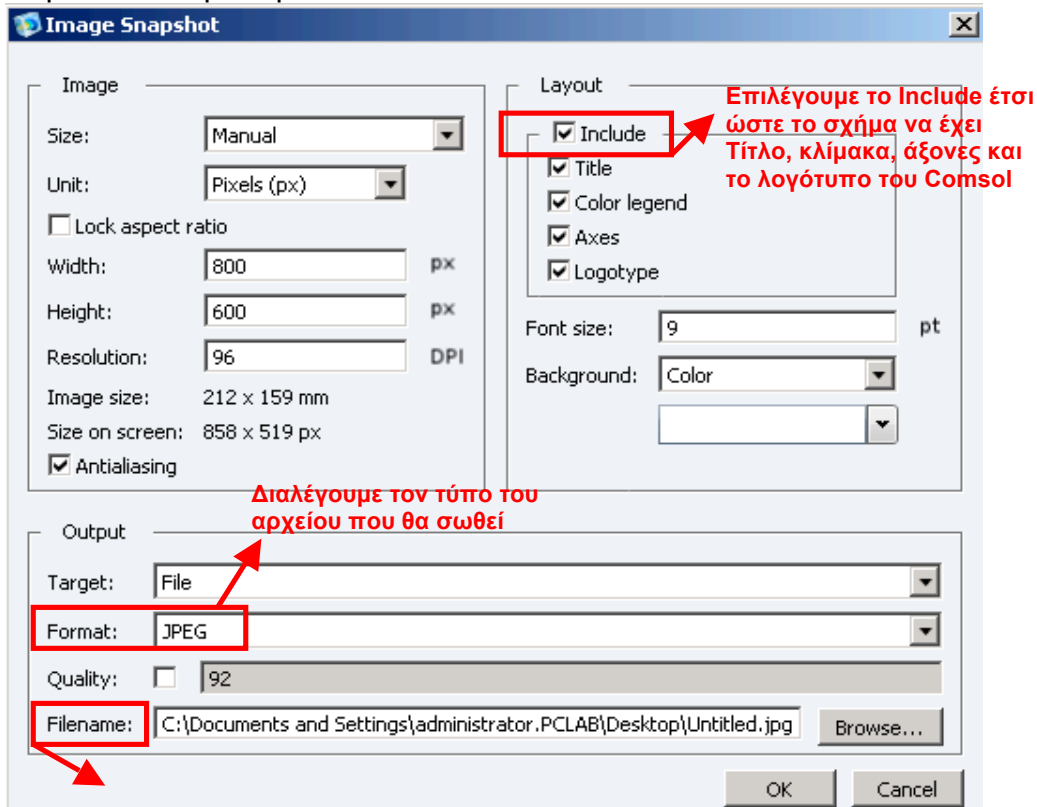 Image Snapshot
Image
Size: Manual
Unit: Pixels (px)
Lock aspect ratio
Width: 800 px
Height: 600 px
Resolution: 96 DPI
Image size: 212 x 159 mm
Size on screen: 858 x 519 px
Antialiasing
Layout
Include
Title
Color legend
Axes
Logotype
Font size: 9 pt
Background: Color
Επιλέγουμε το Include έτσι
ώστε το σχήμα να έχει
Τίτλο, κλίμακα, άξονες και
το λογότυπο του Comsol
Διαλέγουμε τον τύπο του
αρχείου που θα σωθεί
Output
Target: File
Format: JPEG
Quality: 92
Filename: C:\Documents and Settings\administrator.PCLAB\Desktop\Untitled.jpg Browse...
OK Cancel